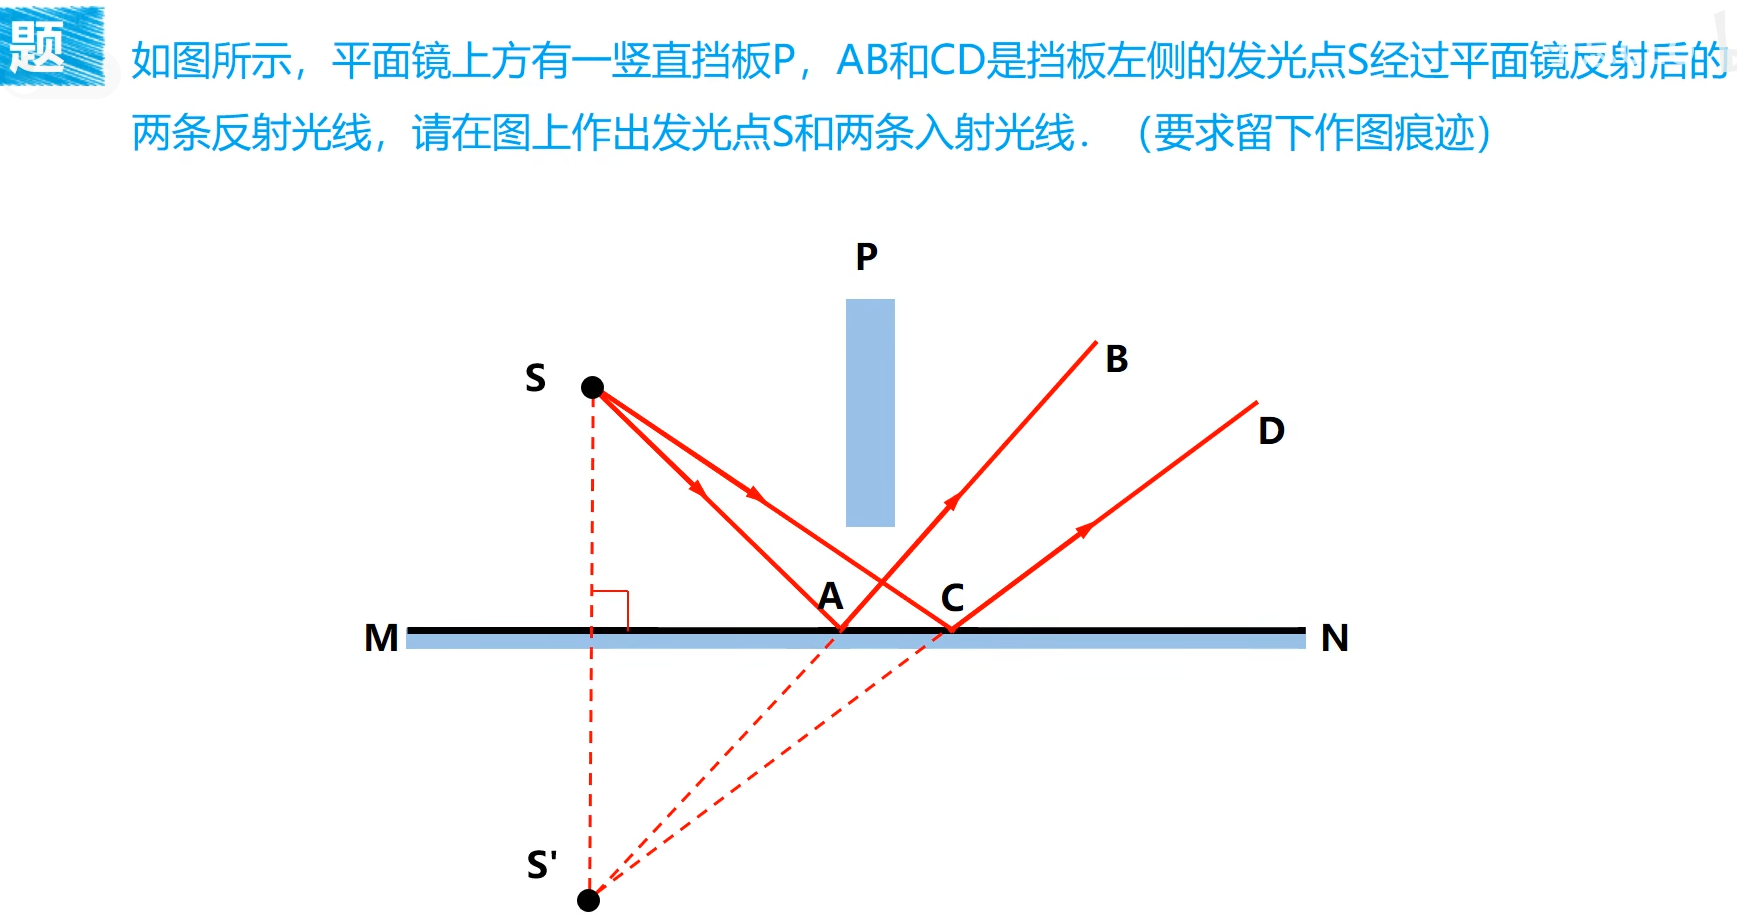 题
如图所示，平面镜上方有一竖直挡板P，AB和CD是挡板左侧的发光点S经过平面镜反射后的
两条反射光线，请在图上作出发光点S和两条入射光线．（要求留下作图痕迹）
P
B
S
D
A
C
M
N
S'